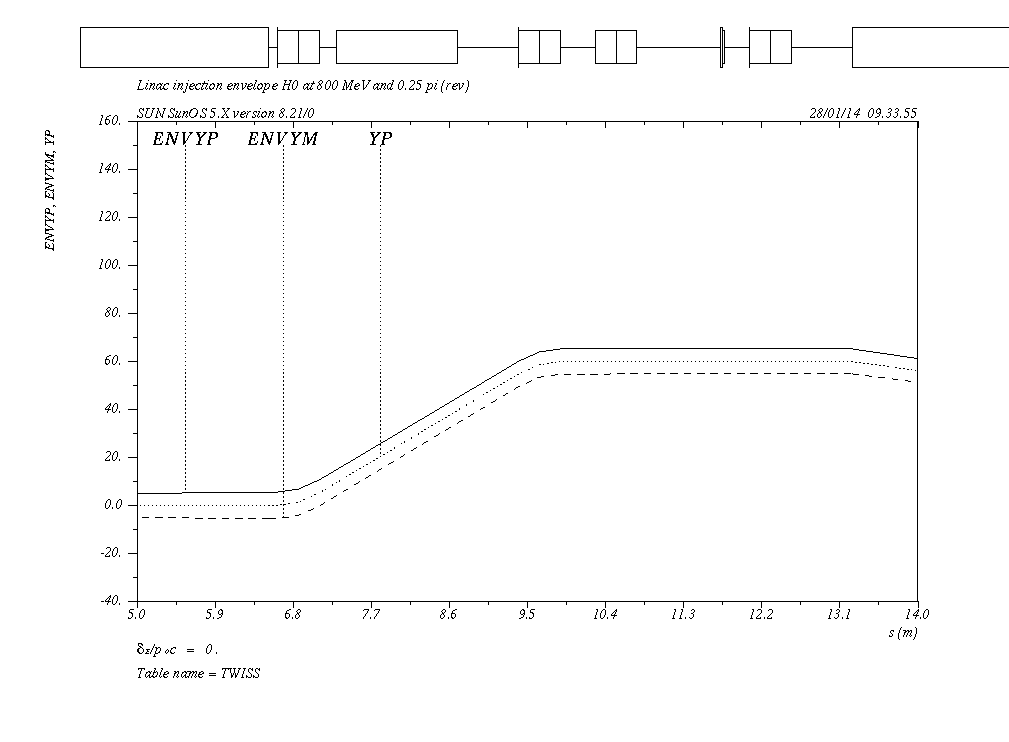 Linac injection envelope H0 at 800 MeV and 0.25 pi (rev)
SUN SunOS 5.X version 8.21/0 28/01/14 09.33.55
ENVYP, ENVYM, YP
ENVYP ENVYM YP
160.
140.
120.
100.
80.
60.
40.
20.
0.0
-20.
-40.
5.0 5.9 6.8 7.7 8.6 9.5 10.4 11.3 12.2 13.1 14.0
s (m)
δE/p0c = 0.
Table name = TWISS